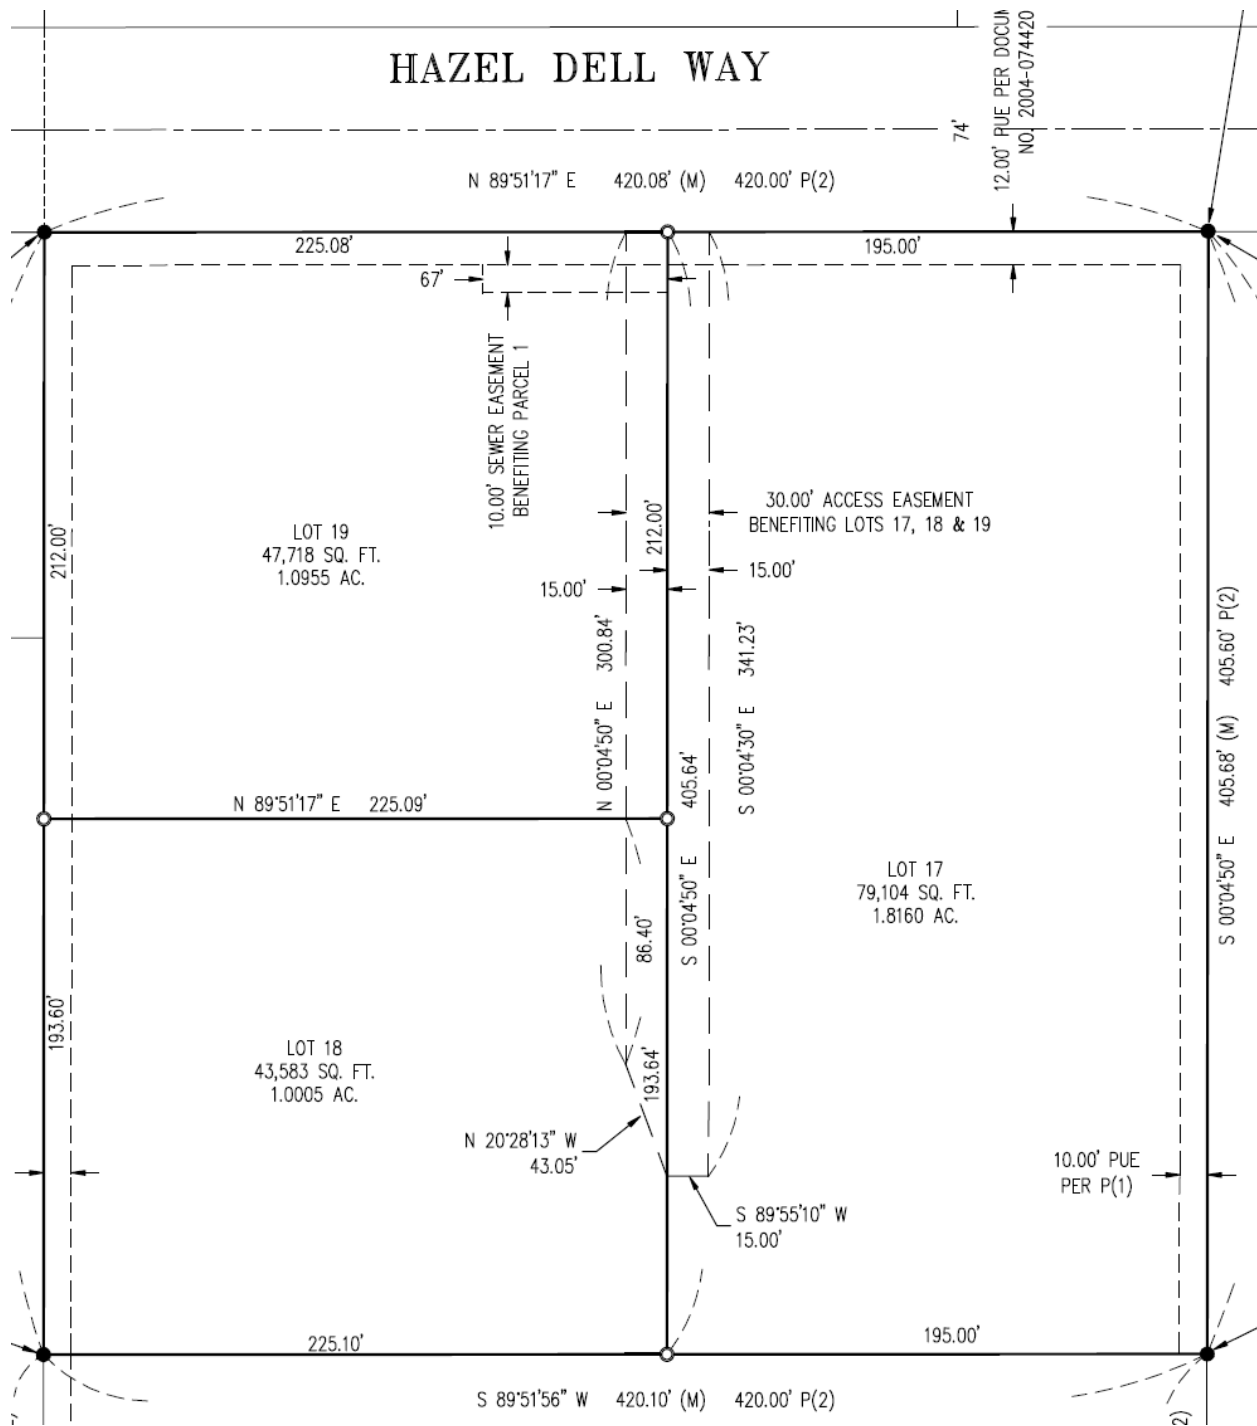 HAZEL DELL WAY
12.00' PUE PER DOCUM
NO. 2004-074420
74'
N 89°51'17" E 420.08' (M) 420.00' P(2)
225.08'
195.00'
67'
10.00' SEWER EASEMENT
BENEFITING PARCEL 1
30.00' ACCESS EASEMENT
BENEFITING LOTS 17, 18 & 19
212.00'
212.00'
LOT 19
47,718 SQ. FT.
1.0955 AC.
15.00'
15.00'
N 00°04'50" E 300.84'
S 00°04'30" E 341.23'
S 00°04'50" E 405.64'
S 00°04'50" E 405.68' (M) 405.60' P(2)
N 89°51'17" E 225.09'
LOT 17
79,104 SQ. FT.
1.8160 AC.
86.40'
193.60'
193.64'
LOT 18
43,583 SQ. FT.
1.0005 AC.
N 20°28'13" W
43.05'
S 89°55'10" W
15.00'
10.00' PUE
PER P(1)
225.10'
195.00'
S 89°51'56" W 420.10' (M) 420.00' P(2)
2)